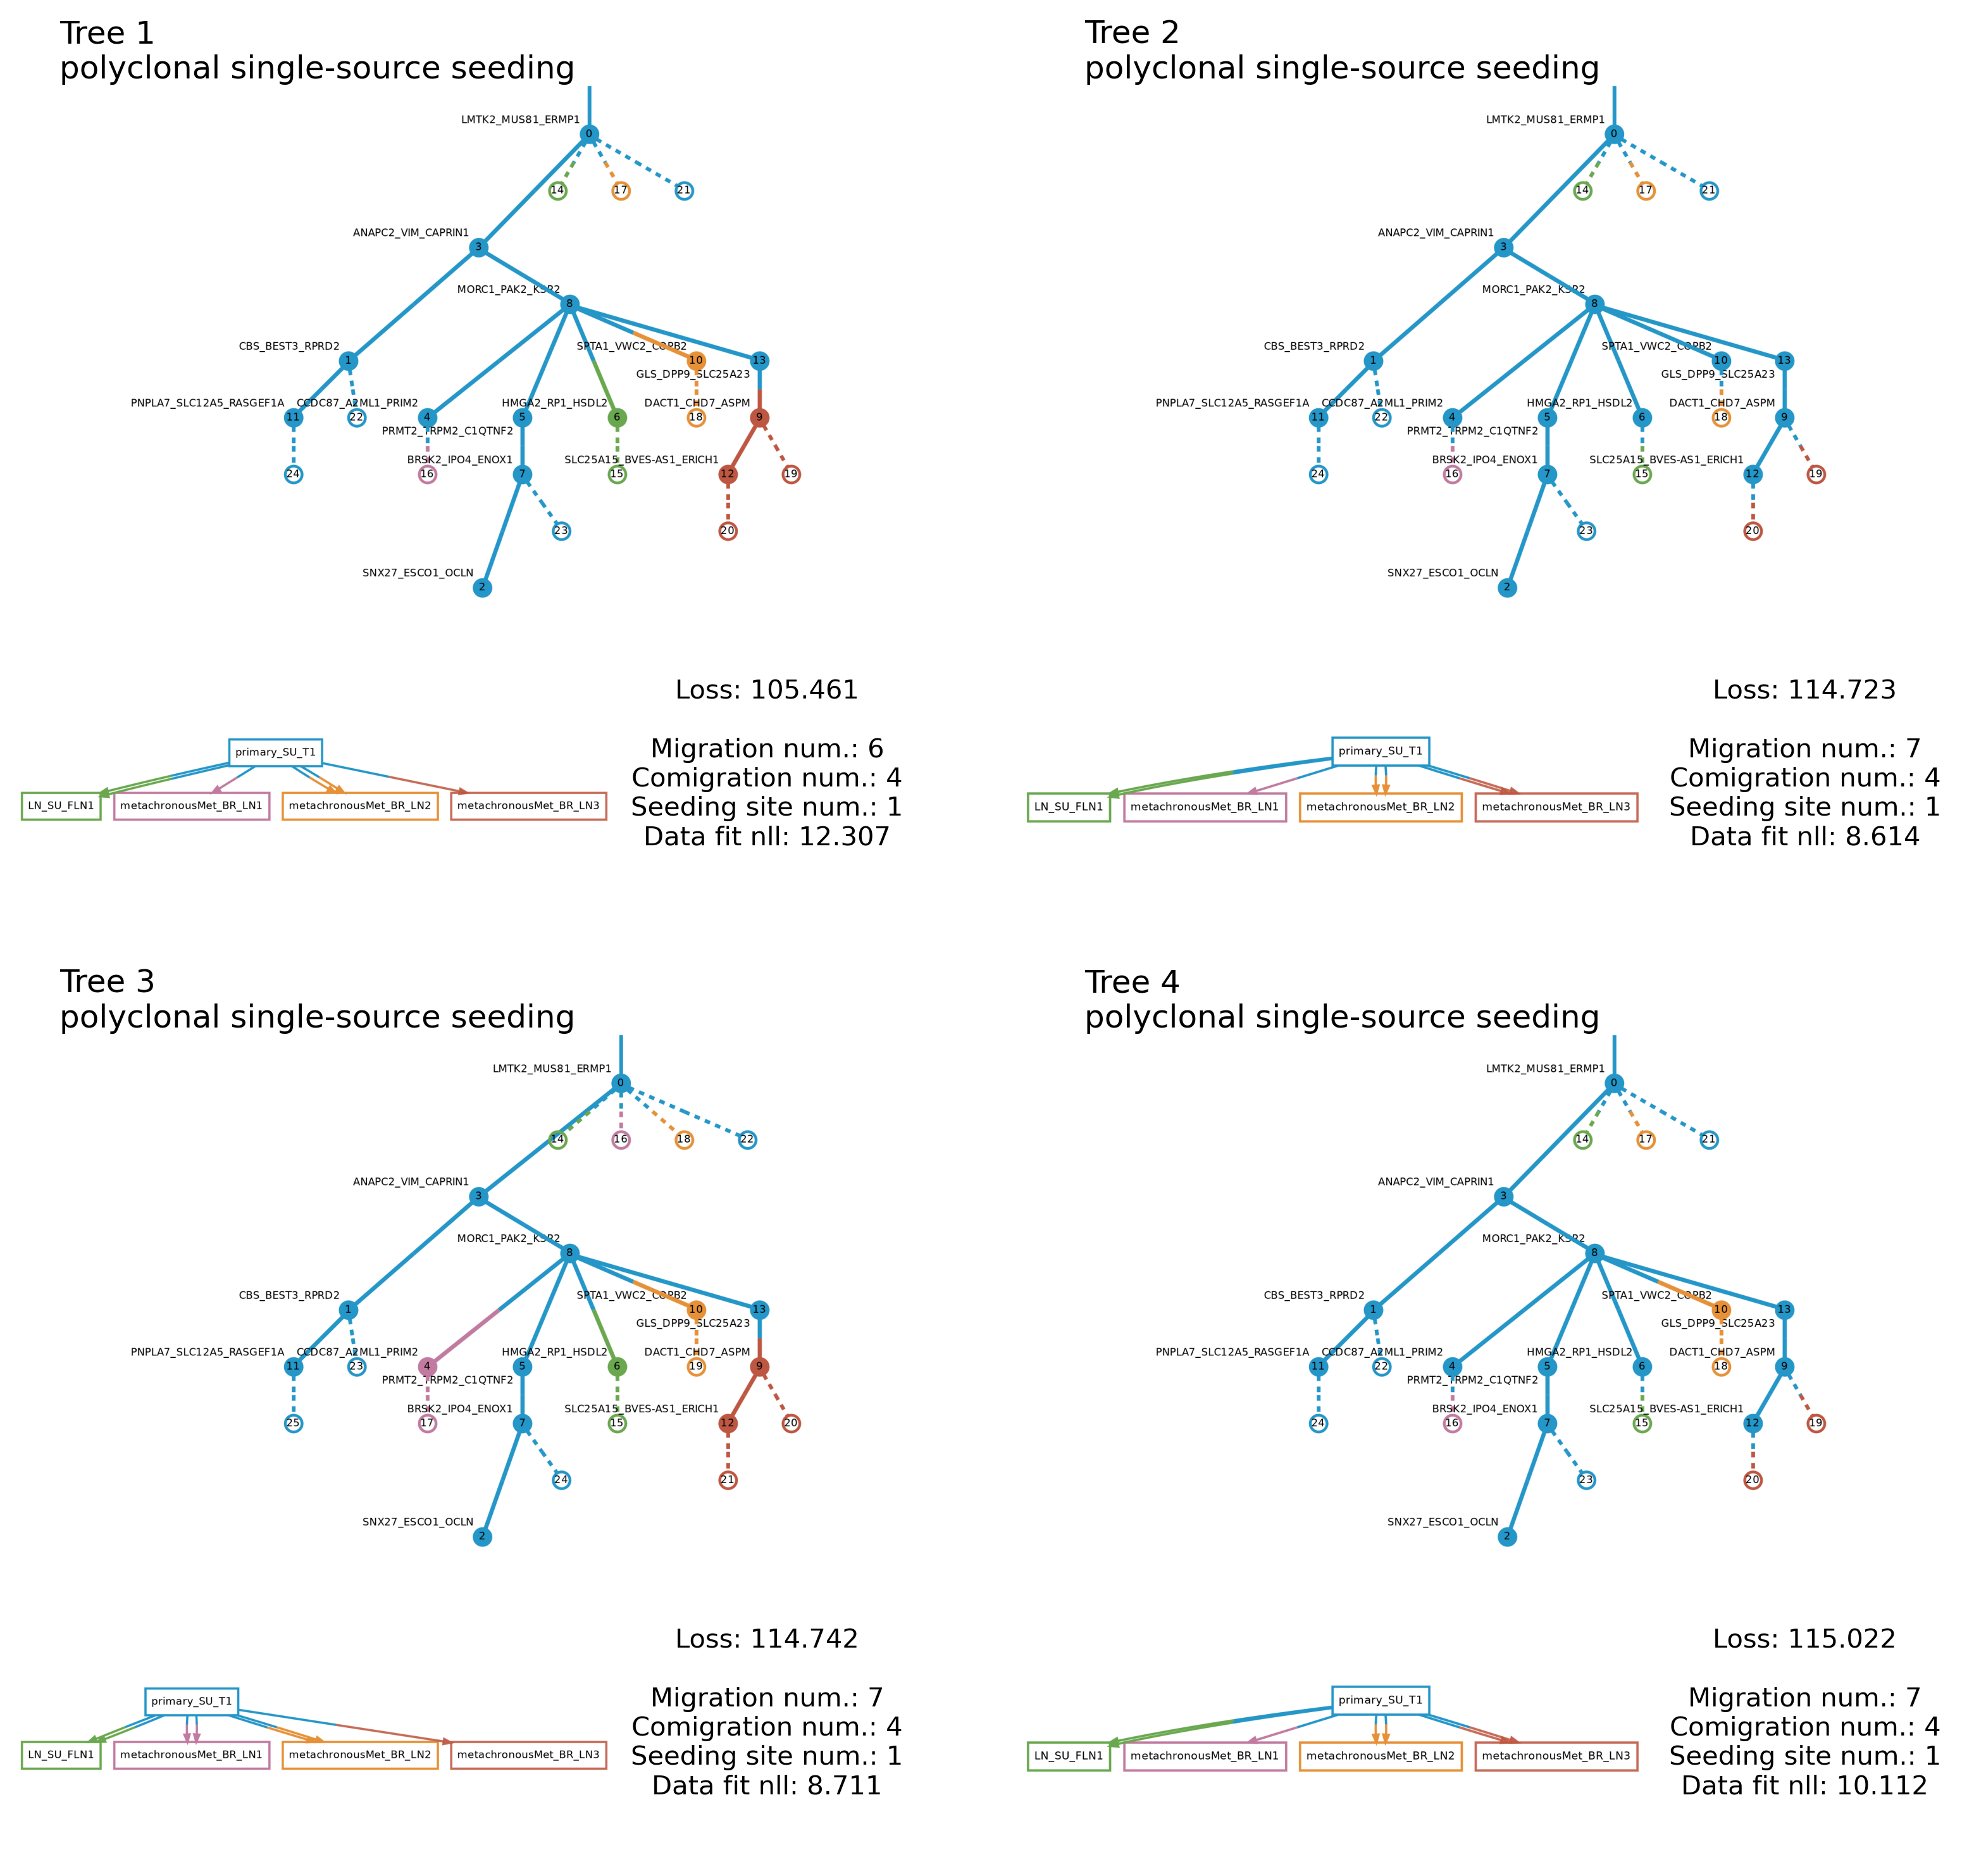 Tree 1
polyclonal single-source seeding
LMTK2_MUS81_ERMP1
0
14
17
21
ANAPC2_VIM_CAPRIN1
3
MORC1_PAK2_KSR2
8
CBS_BEST3_RPRD2
1
SPTA1_VWC2_COPB2
10
13
GLS_DPP9_SLC25A23
PNPLA7_SLC12A5_RASGEF1A
11
22
CCDC87_A2ML1_PRIM2
4
5
HMGA2_RP1_HSDL2
6
18
DACT1_CHD7_ASPM
9
PRMT2_TRPM2_C1QTNF2
24
16
BRSK2_IPO4_ENOX1
7
15
SLC25A15_BVES-AS1_ERICH1
12
19
23
20
SNX27_ESCO1_OCLN
2
Loss: 105.461
Migration num.: 6
Comigration num.: 4
Seeding site num.: 1
Data fit nll: 12.307
primary_SU_T1
LN_SU_FLN1
metachronousMet_BR_LN1
metachronousMet_BR_LN2
metachronousMet_BR_LN3
Tree 2
polyclonal single-source seeding
LMTK2_MUS81_ERMP1
0
14
17
21
ANAPC2_VIM_CAPRIN1
3
MORC1_PAK2_KSR2
8
CBS_BEST3_RPRD2
1
SPTA1_VWC2_COPB2
10
13
GLS_DPP9_SLC25A23
PNPLA7_SLC12A5_RASGEF1A
11
22
CCDC87_A2ML1_PRIM2
4
5
HMGA2_RP1_HSDL2
6
18
DACT1_CHD7_ASPM
9
PRMT2_TRPM2_C1QTNF2
24
16
BRSK2_IPO4_ENOX1
7
15
SLC25A15_BVES-AS1_ERICH1
12
19
23
20
SNX27_ESCO1_OCLN
2
Loss: 114.723
Migration num.: 7
Comigration num.: 4
Seeding site num.: 1
Data fit nll: 8.614
primary_SU_T1
LN_SU_FLN1
metachronousMet_BR_LN1
metachronousMet_BR_LN2
metachronousMet_BR_LN3
Tree 3
polyclonal single-source seeding
LMTK2_MUS81_ERMP1
0
14
16
18
22
ANAPC2_VIM_CAPRIN1
3
MORC1_PAK2_KSR2
8
CBS_BEST3_RPRD2
1
SPTA1_VWC2_COPB2
10
13
GLS_DPP9_SLC25A23
PNPLA7_SLC12A5_RASGEF1A
11
23
CCDC87_A2ML1_PRIM2
4
5
HMGA2_RP1_HSDL2
6
19
DACT1_CHD7_ASPM
9
PRMT2_TRPM2_C1QTNF2
25
17
BRSK2_IPO4_ENOX1
7
15
SLC25A15_BVES-AS1_ERICH1
12
20
24
21
SNX27_ESCO1_OCLN
2
Loss: 114.742
Migration num.: 7
Comigration num.: 4
Seeding site num.: 1
Data fit nll: 8.711
primary_SU_T1
LN_SU_FLN1
metachronousMet_BR_LN1
metachronousMet_BR_LN2
metachronousMet_BR_LN3
Tree 4
polyclonal single-source seeding
LMTK2_MUS81_ERMP1
0
14
17
21
ANAPC2_VIM_CAPRIN1
3
MORC1_PAK2_KSR2
8
CBS_BEST3_RPRD2
1
SPTA1_VWC2_COPB2
10
13
GLS_DPP9_SLC25A23
PNPLA7_SLC12A5_RASGEF1A
11
22
CCDC87_A2ML1_PRIM2
4
5
HMGA2_RP1_HSDL2
6
18
DACT1_CHD7_ASPM
9
PRMT2_TRPM2_C1QTNF2
24
16
BRSK2_IPO4_ENOX1
7
15
SLC25A15_BVES-AS1_ERICH1
12
19
23
20
SNX27_ESCO1_OCLN
2
Loss: 115.022
Migration num.: 7
Comigration num.: 4
Seeding site num.: 1
Data fit nll: 10.112
primary_SU_T1
LN_SU_FLN1
metachronousMet_BR_LN1
metachronousMet_BR_LN2
metachronousMet_BR_LN3